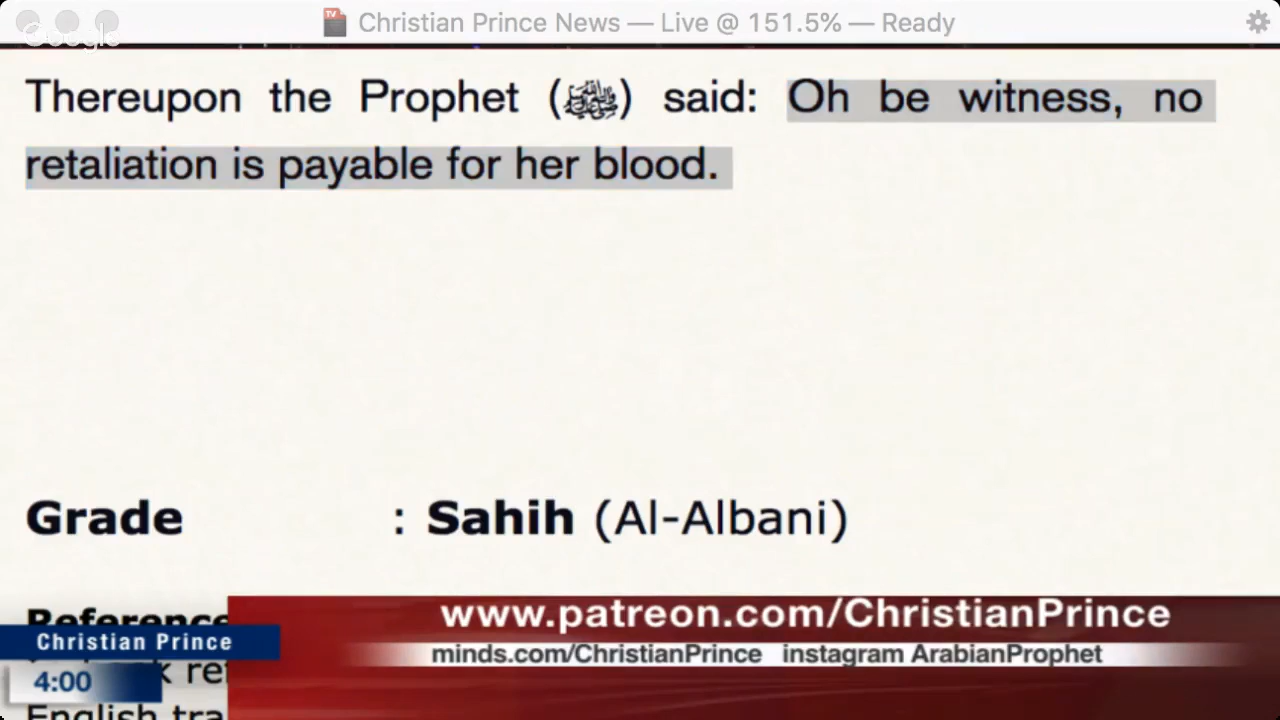 Christian Prince News — Live @ 151.5% — Ready
Google
Thereupon the Prophet (ﷺ) said: Oh be witness, no
retaliation is payable for her blood.
Grade : Sahih (Al-Albani)
Reference
www.patreon.com/ChristianPrince
Christian Prince
minds.com/ChristianPrince instagram ArabianProphet
4:00
English